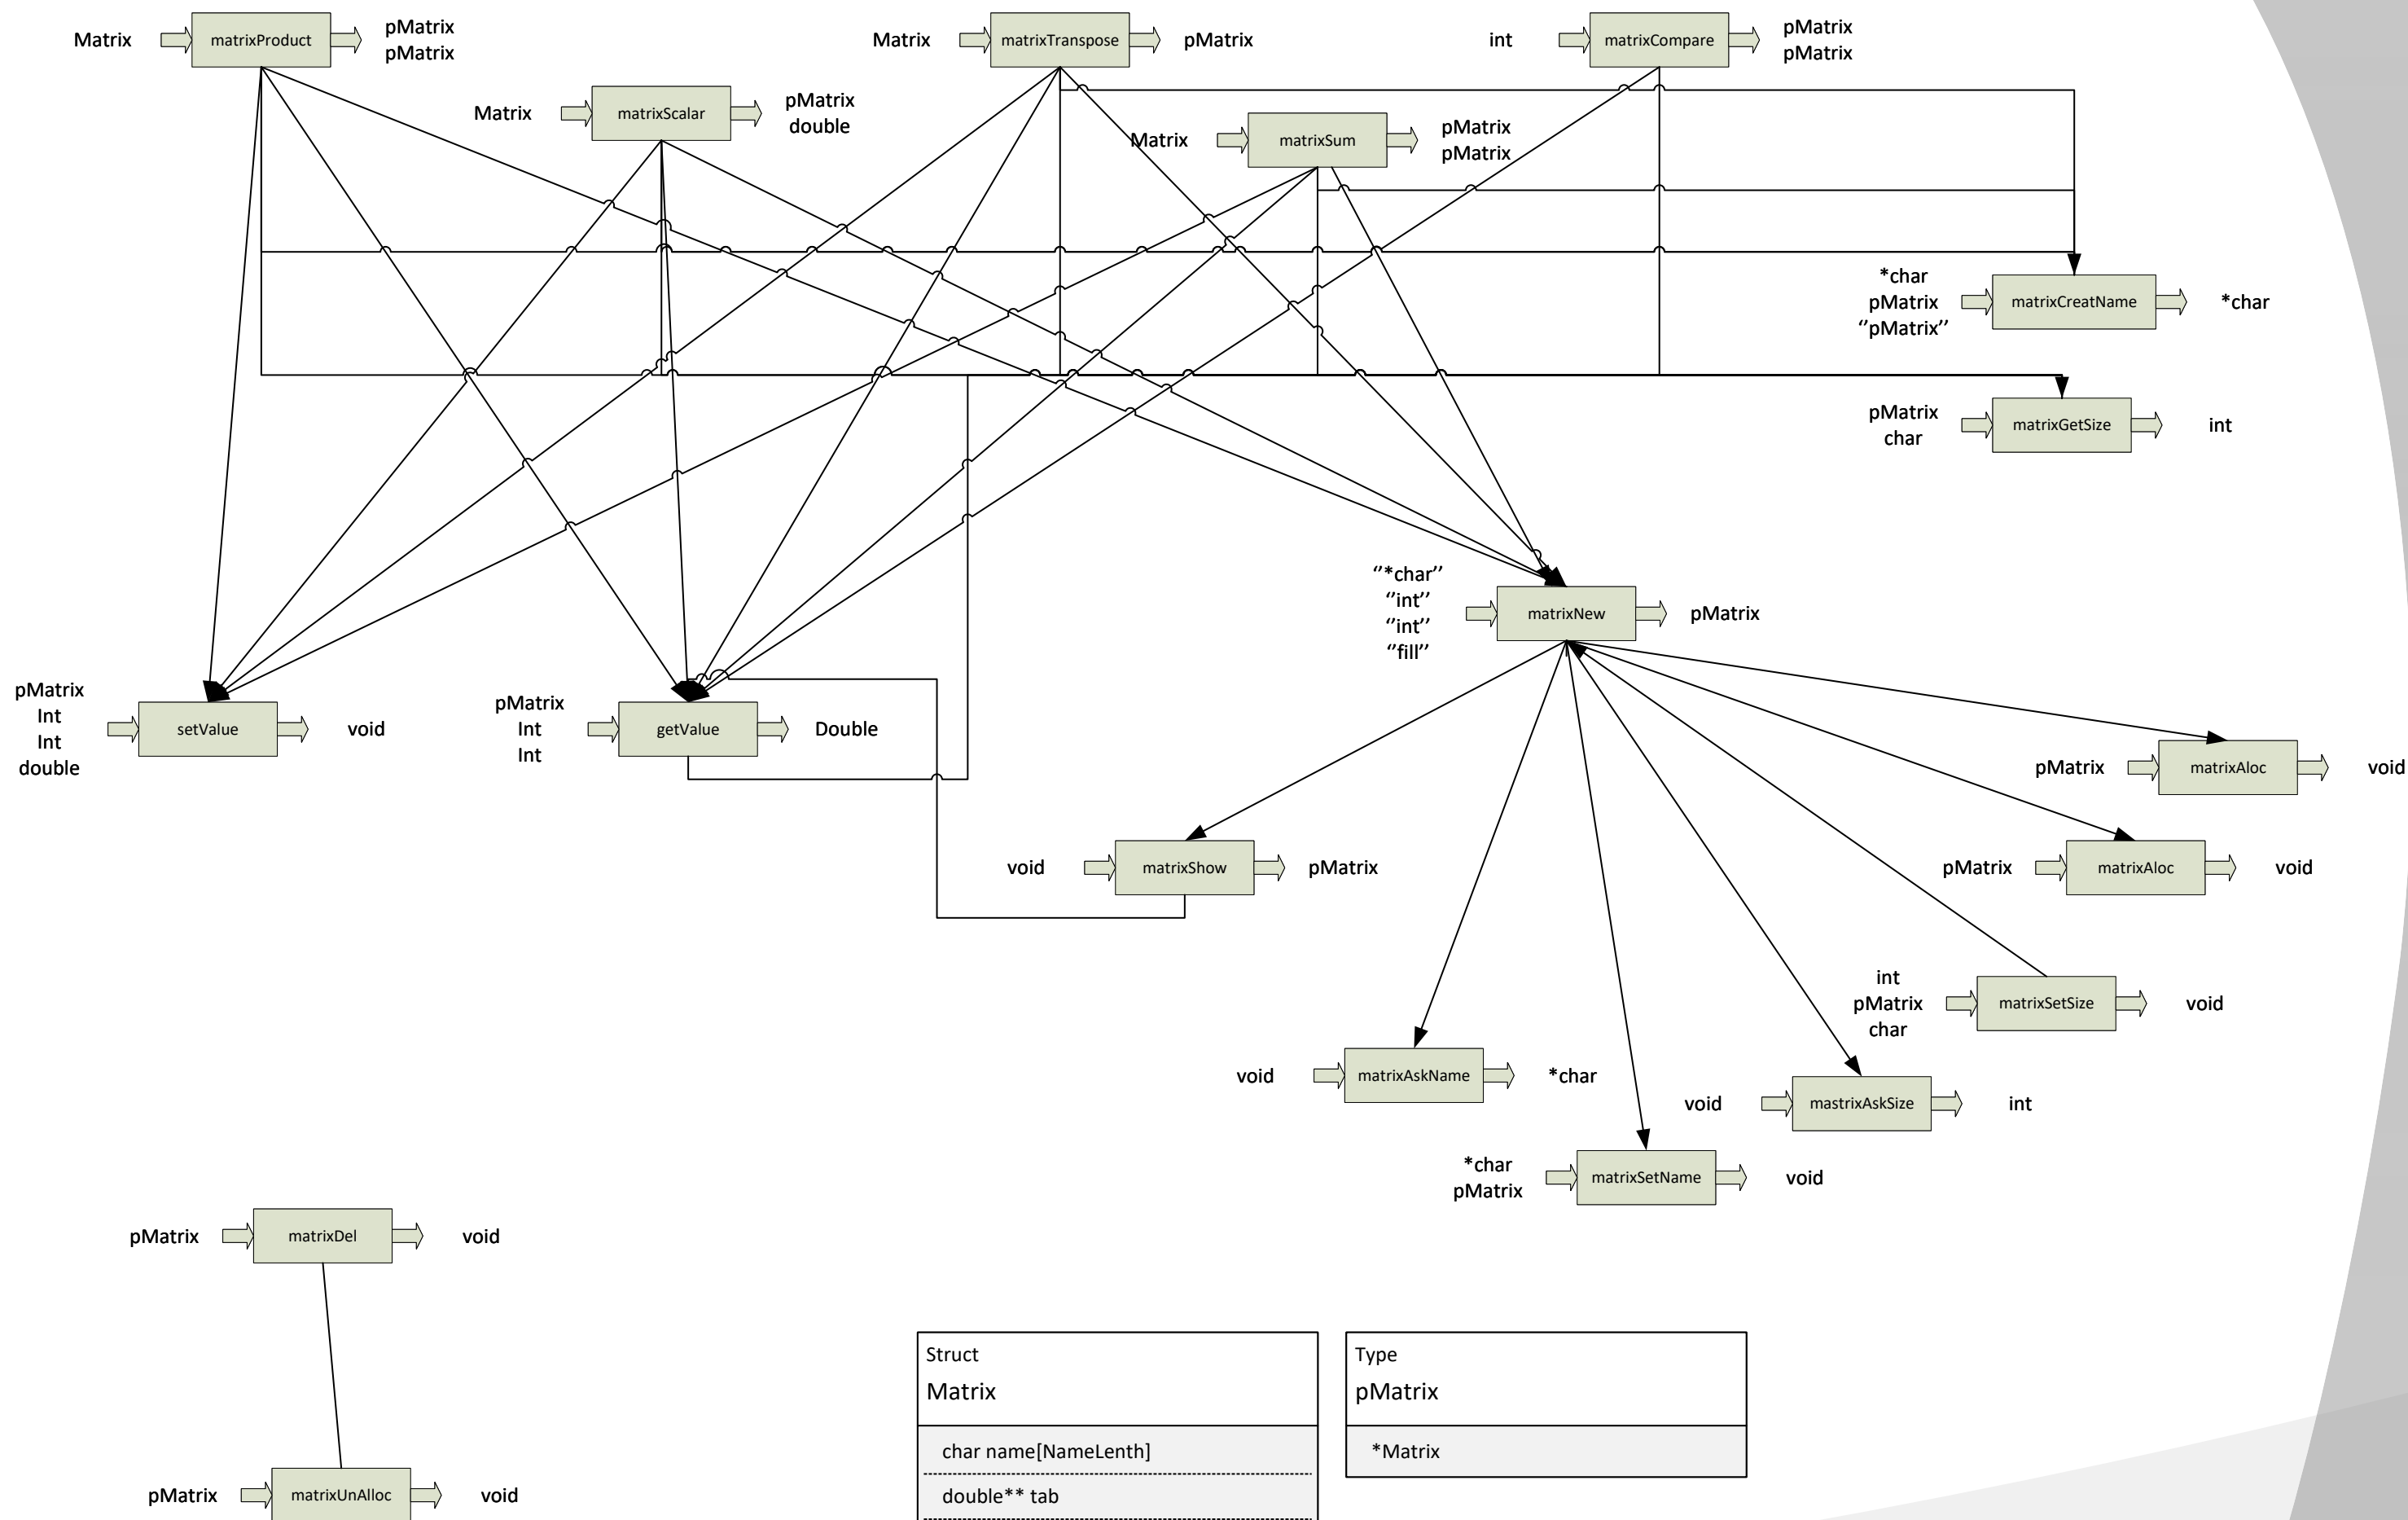 Matrix
matrixProduct
pMatrix
pMatrix
Matrix
matrixTranspose
pMatrix
int
matrixCompare
pMatrix
pMatrix
Matrix
matrixScalar
pMatrix
double
Matrix
matrixSum
pMatrix
pMatrix
*char
pMatrix
‘’pMatrix’’
matrixCreatName
*char
pMatrix
char
matrixGetSize
int
‘’*char’’
‘’int’’
‘’int’’
‘’fill’’
matrixNew
pMatrix
pMatrix
Int
Int
double
setValue
void
pMatrix
Int
Int
getValue
Double
pMatrix
matrixAloc
void
void
matrixShow
pMatrix
pMatrix
matrixAloc
void
int
pMatrix
char
matrixSetSize
void
void
matrixAskName
*char
void
mastrixAskSize
int
*char
pMatrix
matrixSetName
void
pMatrix
matrixDel
void
pMatrix
matrixUnAlloc
void
Struct
Matrix
char name[NameLenth]
double** tab
Type
pMatrix
*Matrix